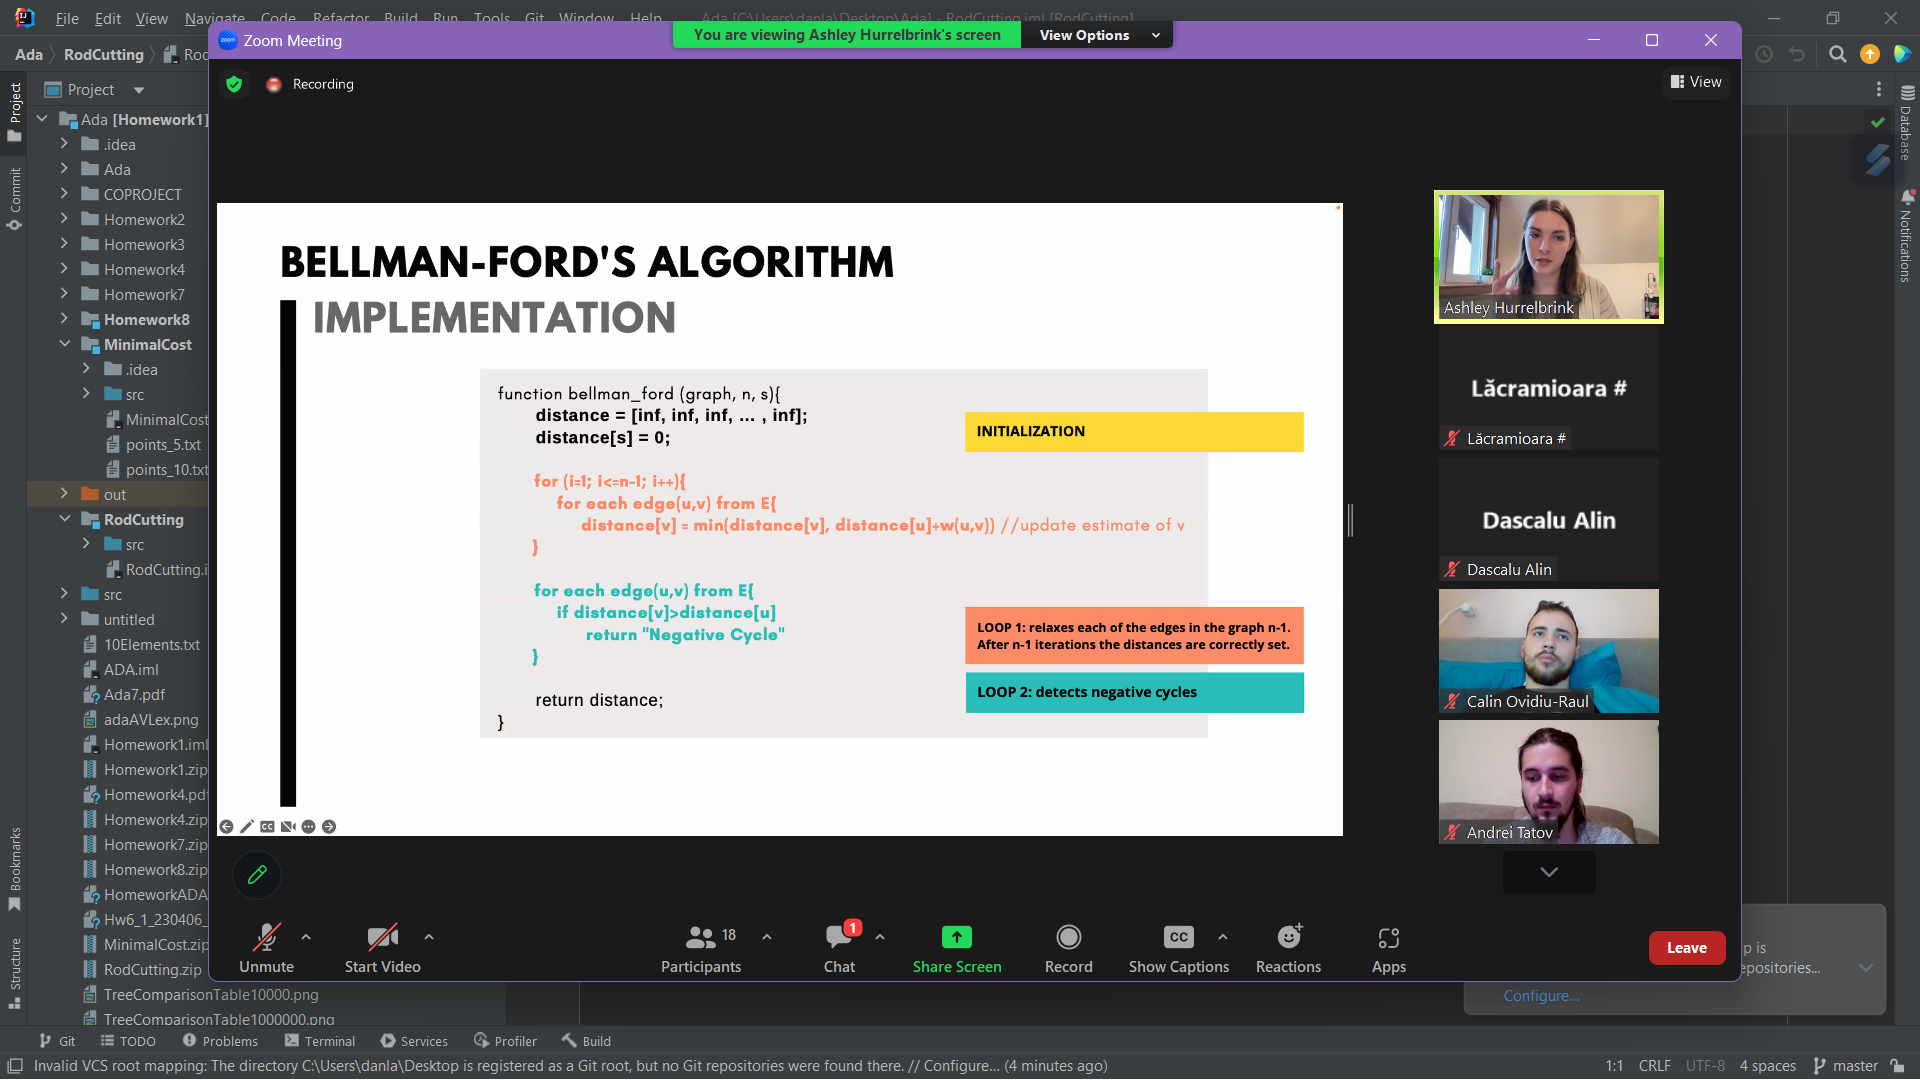 File Edit View Navigate Code Refactor Build Run Tools Git Window Help
Ada [C:\Users\danla\Desktop\Ada] - RodCutting.iml [RodCutting]
Ada
RodCutting
Zoom Meeting
You are viewing Ashley Hurrelbrink's screen
View Options
Recording
View
Project
Project
Commit
Bookmarks
Structure
Ada [Homework1]
.idea
Ada
COPROJECT
Homework2
Homework3
Homework4
Homework7
Homework8
MinimalCost
.idea
src
MinimalCost
points_5.txt
points_10.txt
out
RodCutting
src
RodCutting.i
src
untitled
10Elements.txt
ADA.iml
Ada7.pdf
adaAVLex.png
Homework1.iml
Homework1.zip
Homework4.pdf
Homework4.zip
Homework7.zip
Homework8.zip
HomeworkADA
Hw6_1_230406_
MinimalCost.zip
RodCutting.zip
TreeComparisonTable10000.png
TreeComparisonTable1000000.png
BELLMAN-FORD'S ALGORITHM
IMPLEMENTATION
function bellman_ford (graph, n, s){
distance = [inf, inf, inf, ... , inf];
distance[s] = 0;
for (i=1; i<=n-1; i++){
for each edge(u,v) from E{
distance[v] = min(distance[v], distance[u]+w(u,v)) //update estimate of v
}
for each edge(u,v) from E{
if distance[v]>distance[u]
return "Negative Cycle"
}
return distance;
}
INITIALIZATION
LOOP 1: relaxes each of the edges in the graph n-1.
After n-1 iterations the distances are correctly set.
LOOP 2: detects negative cycles
Ashley Hurrelbrink
Lăcramioara #
Lăcramioara #
Dascalu Alin
Dascalu Alin
Calin Ovidiu-Raul
Andrei Tatov
Database
Notifications
Unmute
Start Video
18
Participants
1
Chat
Share Screen
Record
CC
Show Captions
Reactions
Apps
Leave
p is
epositories...
Configure...
Git
TODO
Problems
Terminal
Services
Profiler
Build
Invalid VCS root mapping: The directory C:\Users\danla\Desktop is registered as a Git root, but no Git repositories were found there. // Configure... (4 minutes ago)
1:1 CRLF UTF-8 4 spaces master